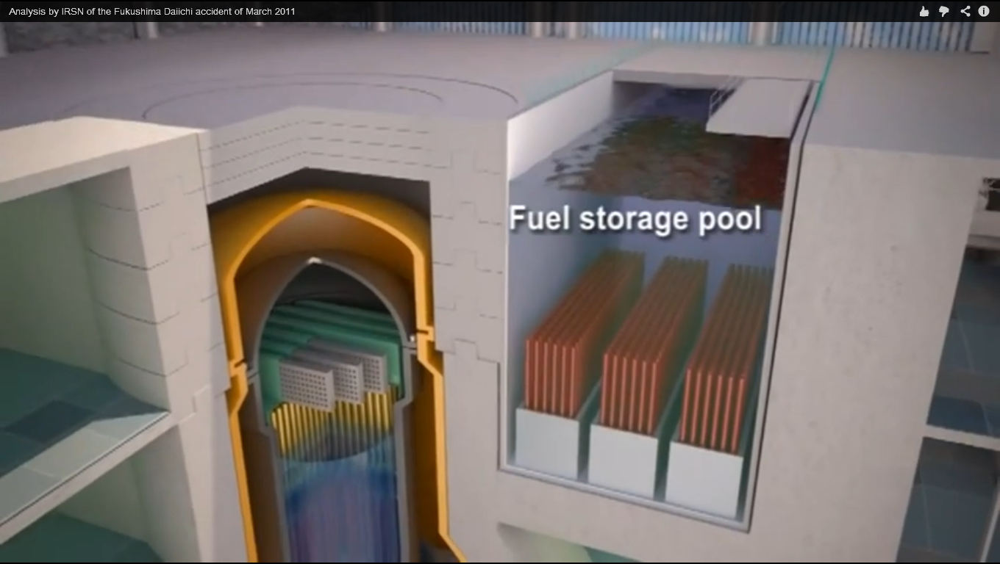 Analysis by IRSN of the Fukushima Daiichi accident of March 2011
Fuel storage pool